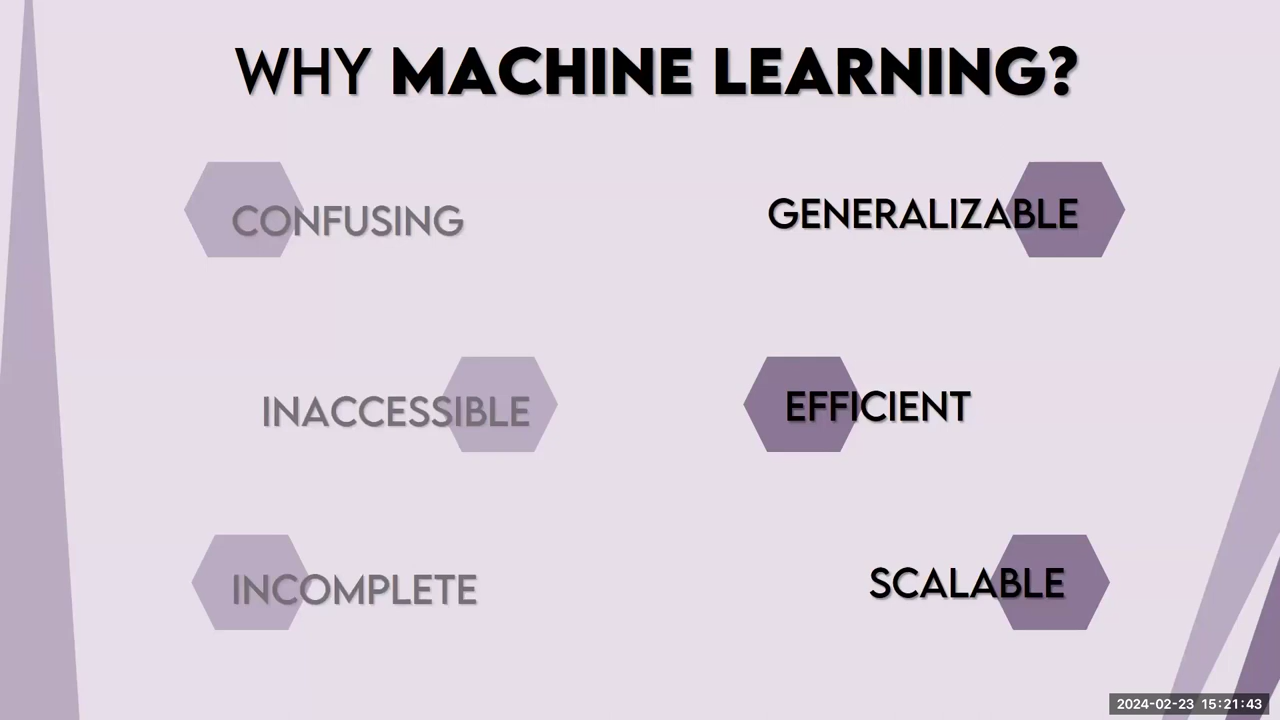 WHY MACHINE LEARNING?
CONFUSING
GENERALIZABLE
INACCESSIBLE
EFFICIENT
INCOMPLETE
SCALABLE
2024-02-23 15:21:43